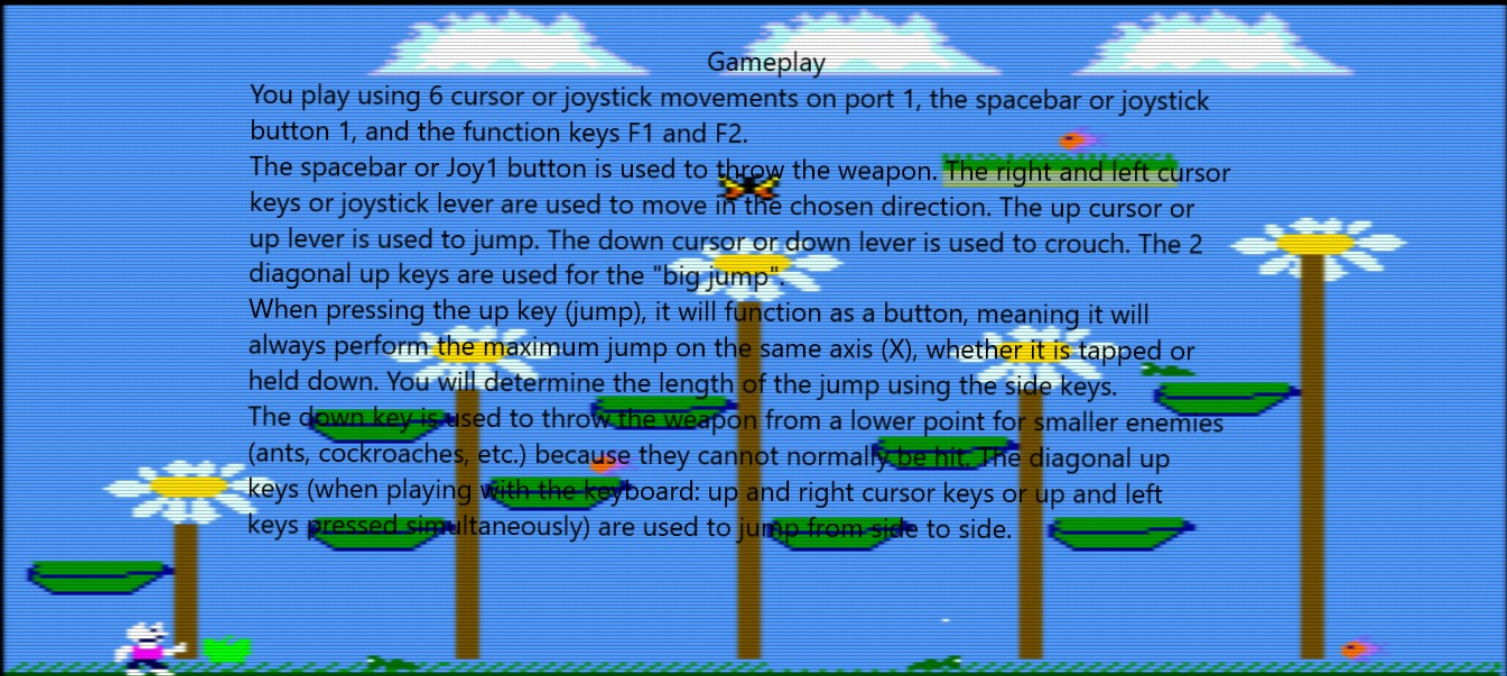 Gameplay
You play using 6 cursor or joystick movements on port 1, the spacebar or joystick
button 1, and the function keys F1 and F2.
The spacebar or Joy1 button is used to throw the weapon. The right and left cursor
keys or joystick lever are used to move in the chosen direction. The up cursor or
up lever is used to jump. The down cursor or down lever is used to crouch. The 2
diagonal up keys are used for the "big jump".
When pressing the up key (jump), it will function as a button, meaning it will
always perform the maximum jump on the same axis (X), whether it is tapped or
held down. You will determine the length of the jump using the side keys.
The down key is used to throw the weapon from a lower point for smaller enemies
(ants, cockroaches, etc.) because they cannot normally be hit. The diagonal up
keys (when playing with the keyboard: up and right cursor keys or up and left
keys pressed simultaneously) are used to jump from side to side.